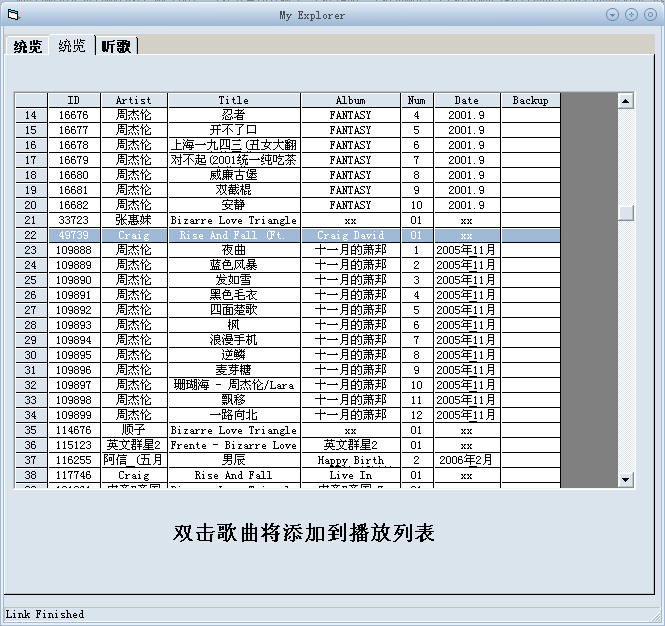 My Explorer
统览 统览 听歌
ID Artist Title Album Num Date Backup
14 16676 周杰伦 忍者 FANTASY 4 2001.9
15 16677 周杰伦 开不了口 FANTASY 5 2001.9
16 16678 周杰伦 上海一九四三(丑女大翻 FANTASY 6 2001.9
17 16679 周杰伦 对不起(2001统一纯吃茶 FANTASY 7 2001.9
18 16680 周杰伦 威廉古堡 FANTASY 8 2001.9
19 16681 周杰伦 双截棍 FANTASY 9 2001.9
20 16682 周杰伦 安静 FANTASY 10 2001.9
21 33723 张惠妹 Bizarre Love Triangle xx 01 xx
22 49739 Craig Rise And Fall (Ft. Craig David 01 xx
23 109888 周杰伦 夜曲 十一月的萧邦 1 2005年11月
24 109889 周杰伦 蓝色风暴 十一月的萧邦 2 2005年11月
25 109890 周杰伦 发如雪 十一月的萧邦 3 2005年11月
26 109891 周杰伦 黑色毛衣 十一月的萧邦 4 2005年11月
27 109892 周杰伦 四面楚歌 十一月的萧邦 5 2005年11月
28 109893 周杰伦 枫 十一月的萧邦 6 2005年11月
29 109894 周杰伦 浪漫手机 十一月的萧邦 7 2005年11月
30 109895 周杰伦 逆鳞 十一月的萧邦 8 2005年11月
31 109896 周杰伦 麦芽糖 十一月的萧邦 9 2005年11月
32 109897 周杰伦 珊瑚海 - 周杰伦/Lara 十一月的萧邦 10 2005年11月
33 109898 周杰伦 飘移 十一月的萧邦 11 2005年11月
34 109899 周杰伦 一路向北 十一月的萧邦 12 2005年11月
35 114676 顺子 Bizarre Love Triangle xx 01 xx
36 115123 英文群星2 Frente - Bizarre Love 英文群星2 01 xx
37 116255 阿信 (五月 男辰 Happy Birth 2 2006年2月
38 117746 Craig Rise And Fall Live In 01 xx
双击歌曲将添加到播放列表
Link Finished